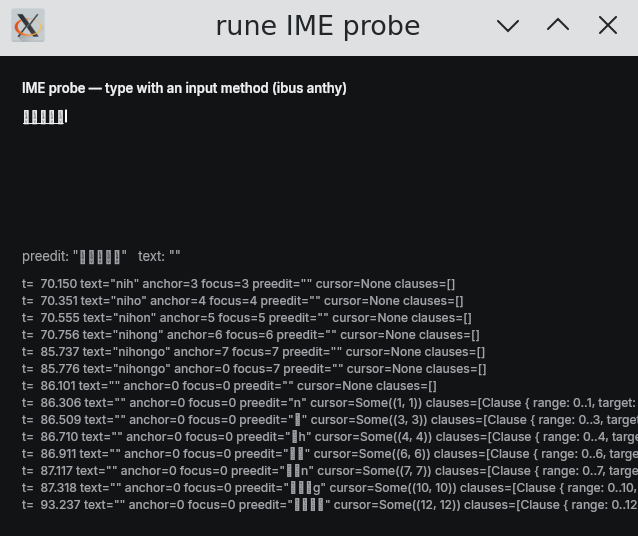 rune IME probe
IME probe — type with an input method (ibus anthy)
preedit: "▯▯▯▯▯" text: ""
t= 70.150 text="nih" anchor=3 focus=3 preedit="" cursor=None clauses=[]
t= 70.351 text="niho" anchor=4 focus=4 preedit="" cursor=None clauses=[]
t= 70.555 text="nihon" anchor=5 focus=5 preedit="" cursor=None clauses=[]
t= 70.756 text="nihong" anchor=6 focus=6 preedit="" cursor=None clauses=[]
t= 85.737 text="nihongo" anchor=7 focus=7 preedit="" cursor=None clauses=[]
t= 85.776 text="nihongo" anchor=0 focus=7 preedit="" cursor=None clauses=[]
t= 86.101 text="" anchor=0 focus=0 preedit="" cursor=None clauses=[]
t= 86.306 text="" anchor=0 focus=0 preedit="n" cursor=Some((1, 1)) clauses=[Clause { range: 0..1, target:
t= 86.509 text="" anchor=0 focus=0 preedit="▯" cursor=Some((3, 3)) clauses=[Clause { range: 0..3, target
t= 86.710 text="" anchor=0 focus=0 preedit="▯h" cursor=Some((4, 4)) clauses=[Clause { range: 0..4, targe
t= 86.911 text="" anchor=0 focus=0 preedit="▯▯" cursor=Some((6, 6)) clauses=[Clause { range: 0..6, targe
t= 87.117 text="" anchor=0 focus=0 preedit="▯▯n" cursor=Some((7, 7)) clauses=[Clause { range: 0..7, targ
t= 87.318 text="" anchor=0 focus=0 preedit="▯▯▯g" cursor=Some((10, 10)) clauses=[Clause { range: 0..10,
t= 93.237 text="" anchor=0 focus=0 preedit="▯▯▯▯" cursor=Some((12, 12)) clauses=[Clause { range: 0..12